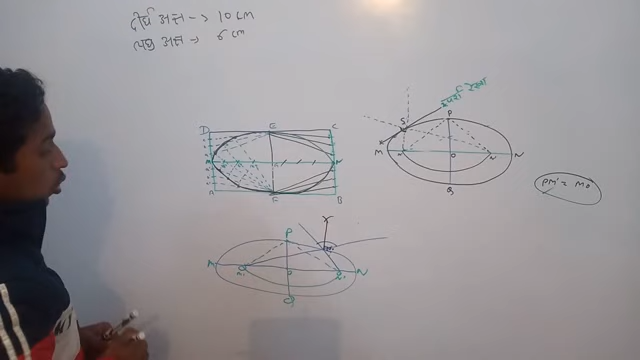 दीर्घ अक्ष --> 10 cm
लघु अक्ष -> 6 cm
D E C
M N
A F B
स्पर्श रेखा
S P
M O N
Q
PM' = MO
P Y
M O N
Q